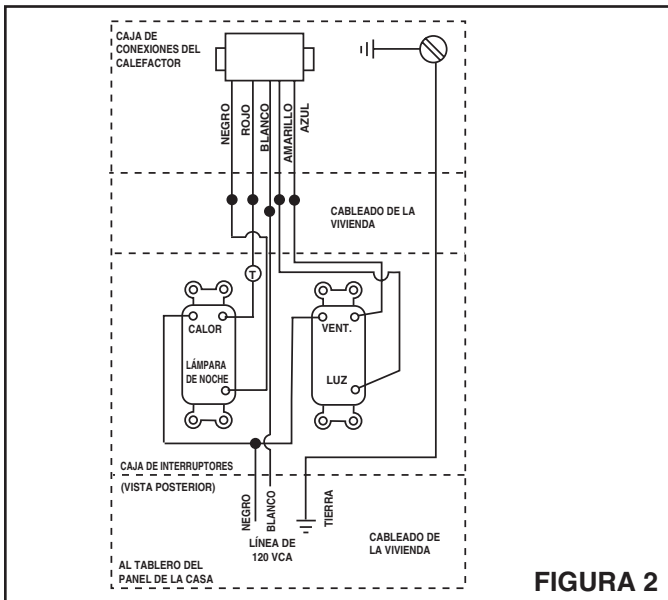 CAJA DE
CONEXIONES DEL
CALEFACTOR
NEGRO
ROJO
BLANCO
AMARILLO
AZUL
CABLEADO DE LA
VIVIENDA
T
CALOR
LÁMPARA
DE NOCHE
VENT.
LUZ
CAJA DE INTERRUPTORES
(VISTA POSTERIOR)
NEGRO
BLANCO
TIERRA
LÍNEA DE
120 VCA
CABLEADO DE
LA VIVIENDA
AL TABLERO DEL
PANEL DE LA CASA
FIGURA 2